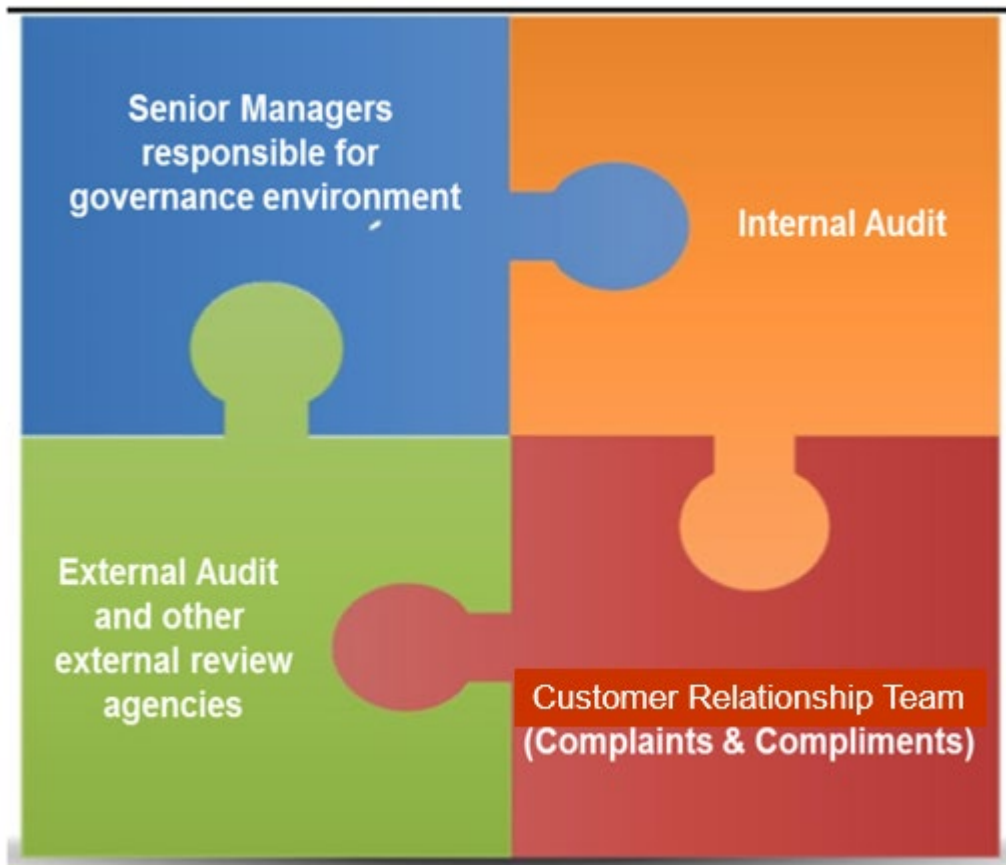 Senior Managers
responsible for
governance environment
Internal Audit
External Audit
and other
external review
agencies
Customer Relationship Team
(Complaints & Compliments)